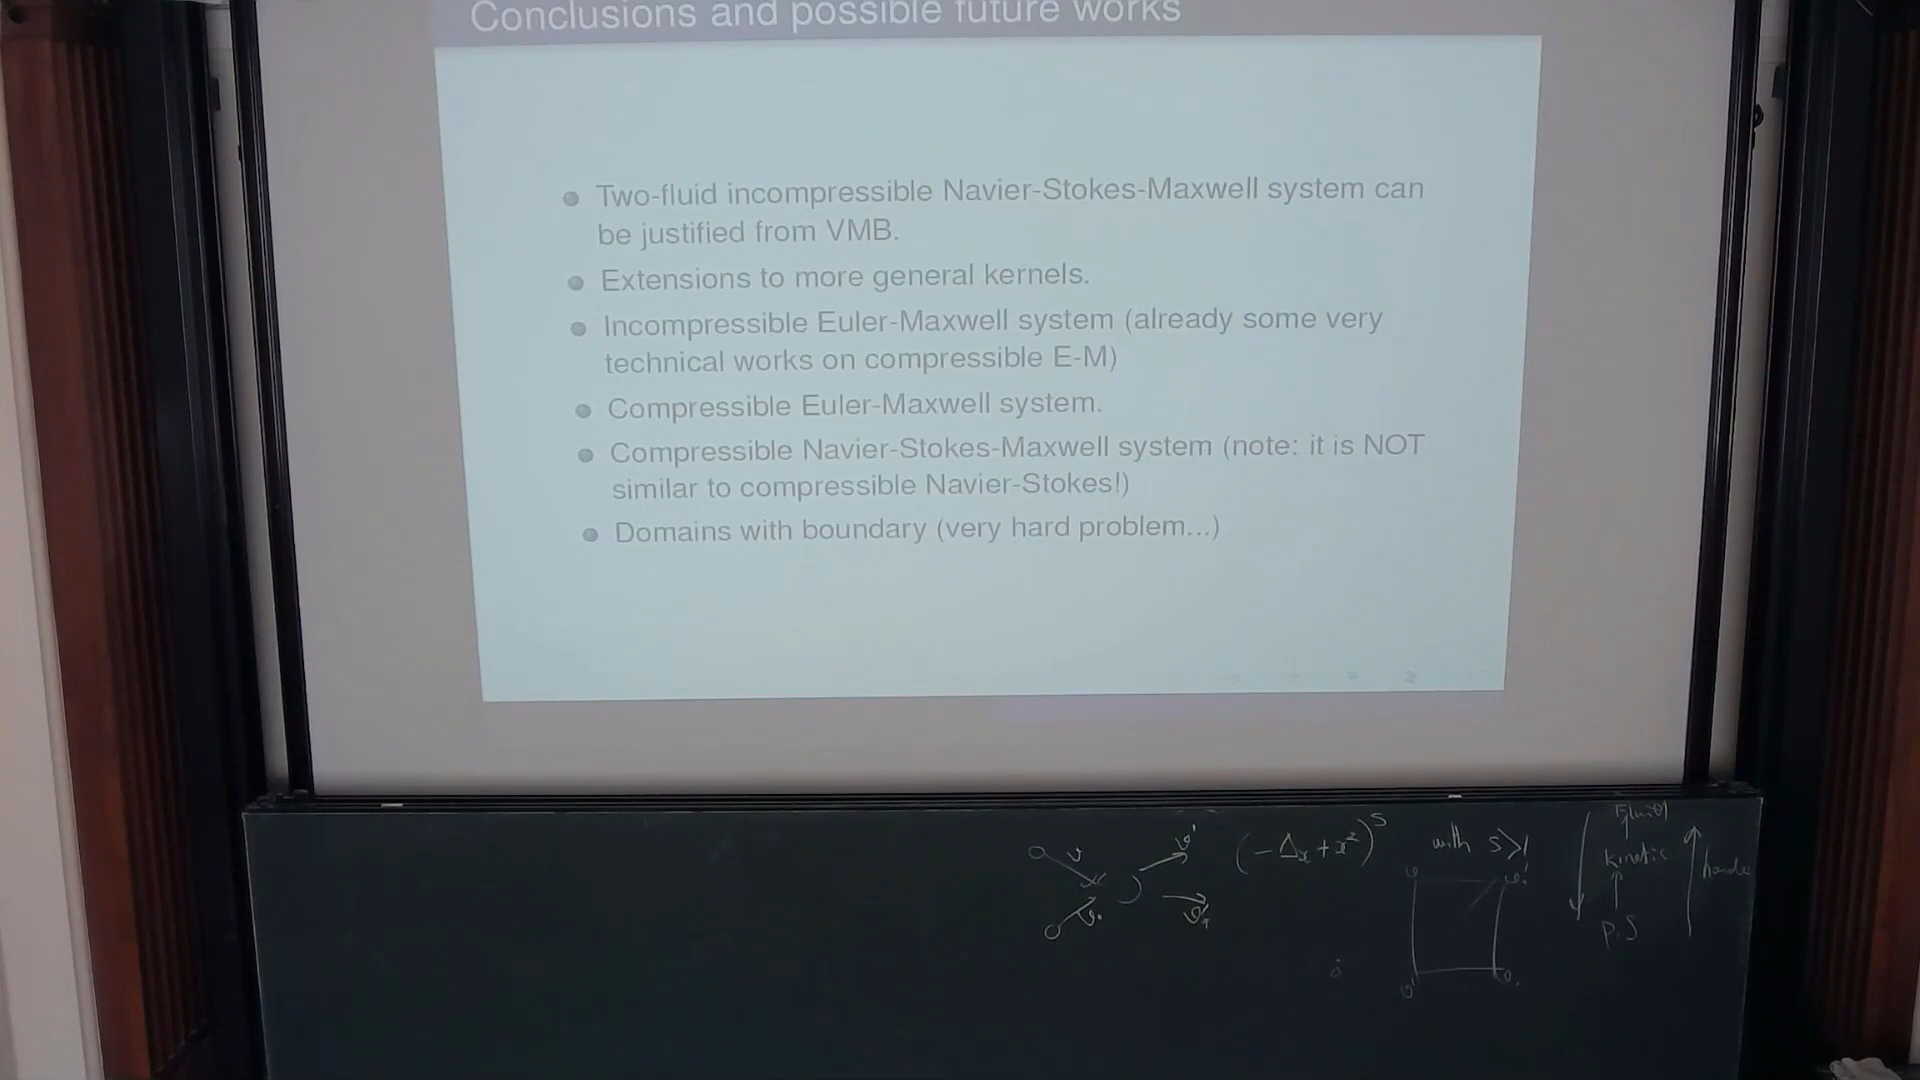 Conclusions and possible future works
Two-fluid incompressible Navier-Stokes-Maxwell system can
be justified from VMB.
Extensions to more general kernels.
Incompressible Euler-Maxwell system (already some very
technical works on compressible E-M)
Compressible Euler-Maxwell system.
Compressible Navier-Stokes-Maxwell system (note: it is NOT
similar to compressible Navier-Stokes!)
Domains with boundary (very hard problem...)
(-Δx+x²)^s with s>1
Fluid
kinetic
P.S